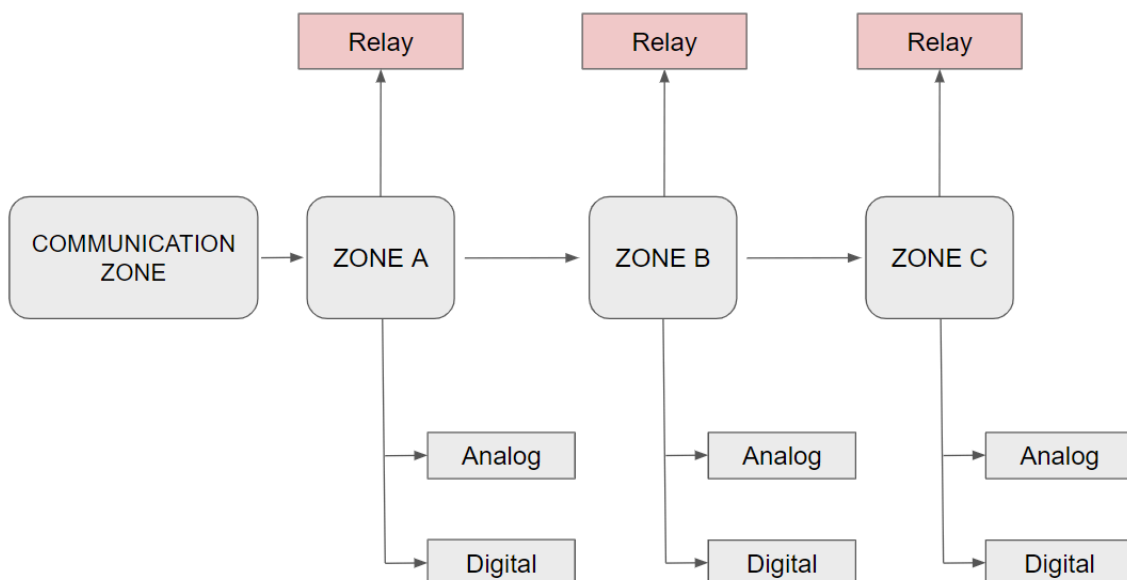 Relay
Relay
Relay
COMMUNICATION
ZONE
ZONE A
ZONE B
ZONE C
Analog
Analog
Analog
Digital
Digital
Digital